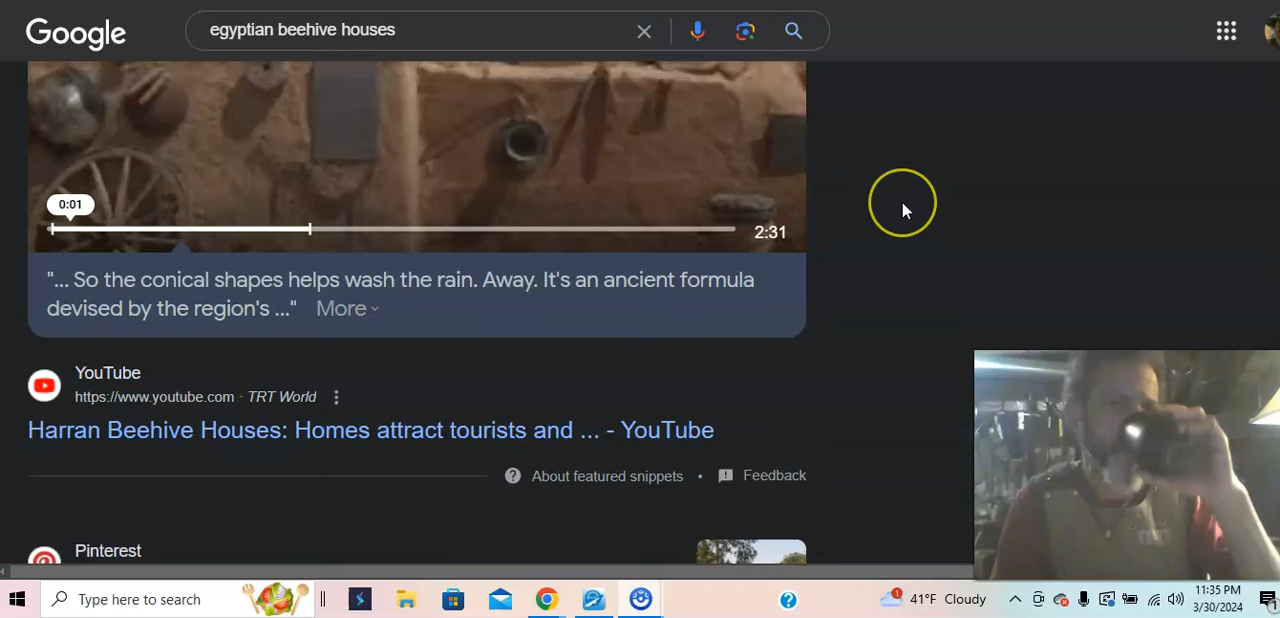 Google
egyptian beehive houses
0:01
2:31
"... So the conical shapes helps wash the rain. Away. It's an ancient formula
devised by the region's ..." More
YouTube
https://www.youtube.com · TRT World
Harran Beehive Houses: Homes attract tourists and ... - YouTube
About featured snippets • Feedback
Pinterest
Type here to search
1
41°F Cloudy
11:35 PM
3/30/2024
1